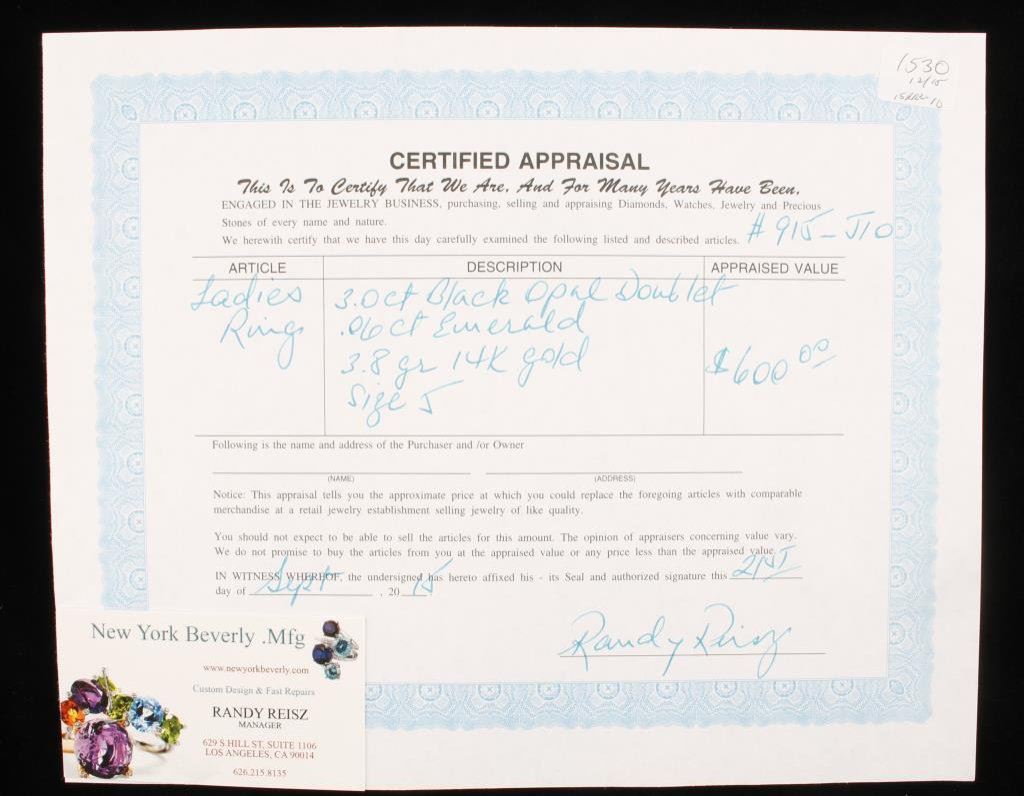 1530
12/15
CERTIFIED APPRAISAL
This Is To Certify That We Are, And For Many Years Have Been,
ENGAGED IN THE JEWELRY BUSINESS, purchasing, selling and appraising Diamonds, Watches, Jewelry and Precious
Stones of every name and nature.
We herewith certify that we have this day carefully examined the following listed and described articles. # 915-J10
ARTICLE DESCRIPTION APPRAISED VALUE
Ladies 3.0ct Black Opal Doublet
Ring .06ct Emerald
3.8 gr 14K gold $600.00
Size 5
Following is the name and address of the Purchaser and /or Owner
(NAME) (ADDRESS)
Notice: This appraisal tells you the approximate price at which you could replace the foregoing articles with comparable
merchandise at a retail jewelry establishment selling jewelry of like quality.
You should not expect to be able to sell the articles for this amount. The opinion of appraisers concerning value vary.
We do not promise to buy the articles from you at the appraised value or any price less than the appraised value.
IN WITNESS WHEREOF, the undersigned has hereto affixed his - its Seal and authorized signature this 21st
day of Sept, 20 15
Randy Reisz
New York Beverly .Mfg
www.newyorkbeverly.com
Custom Design & Fast Repairs
RANDY REISZ
MANAGER
629 S HILL ST, SUITE 1106
LOS ANGELES, CA 90014
626.215.8135